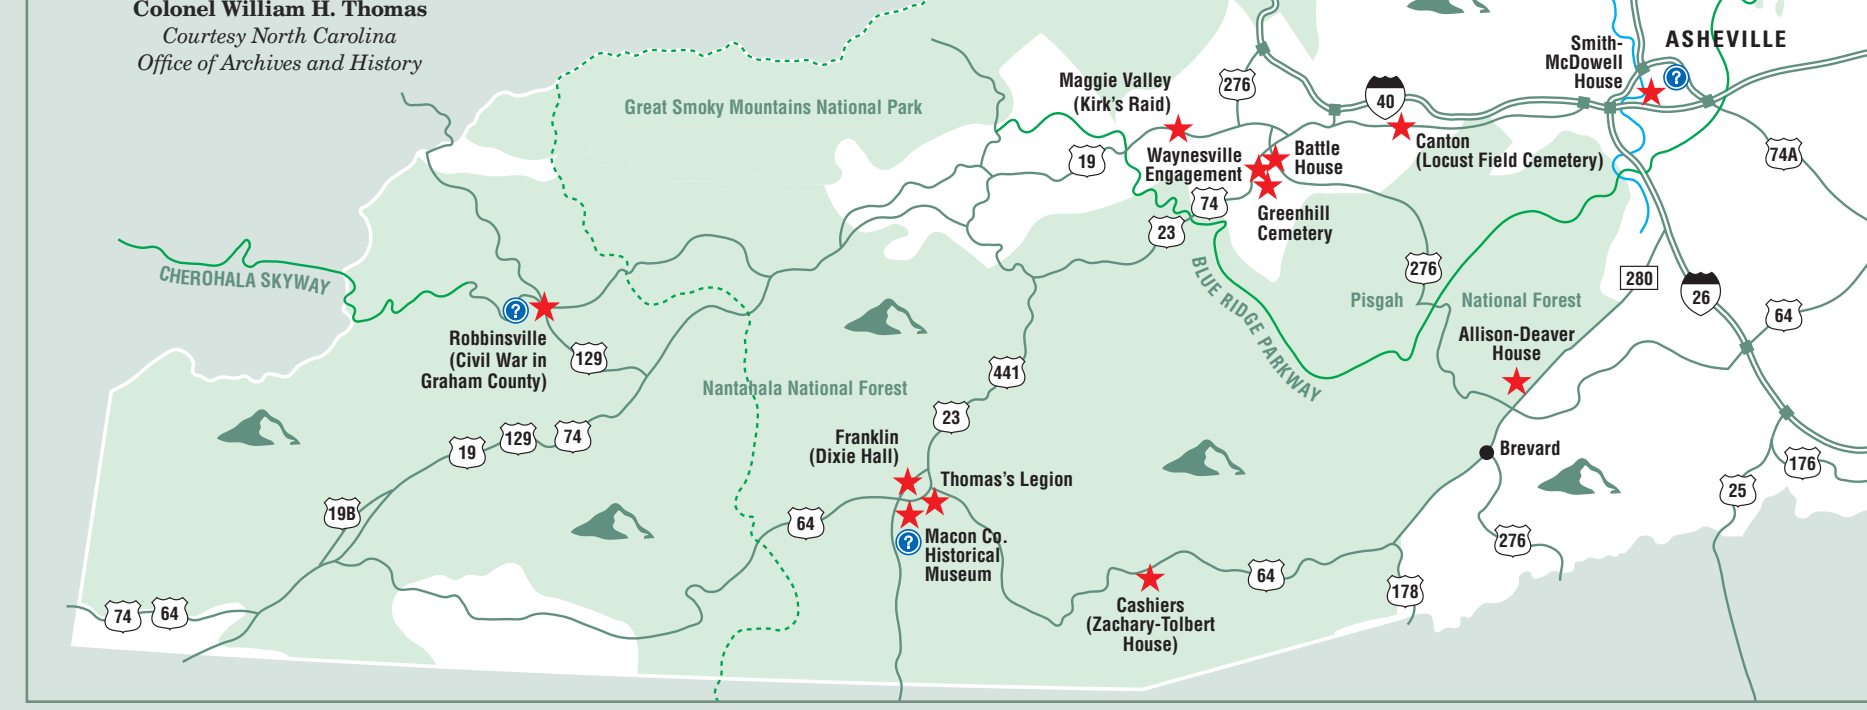 Colonel William H. Thomas
Courtesy North Carolina
Office of Archives and History
Great Smoky Mountains National Park
Maggie Valley
(Kirk's Raid)
276
40
Smith-
McDowell
House
ASHEVILLE
?
19
Waynesville
Engagement
Battle
House
Canton
(Locust Field Cemetery)
74A
74
23
Greenhill
Cemetery
CHEROHALA SKYWAY
276
280
26
BLUE RIDGE PARKWAY
Pisgah
National Forest
64
?
Robbinsville
(Civil War in
Graham County)
129
Allison-Deaver
House
441
Nantahala National Forest
23
19
129
74
Franklin
(Dixie Hall)
Thomas's Legion
Brevard
176
25
19B
64
?
Macon Co.
Historical
Museum
276
64
178
Cashiers
(Zachary-Tolbert
House)
74
64